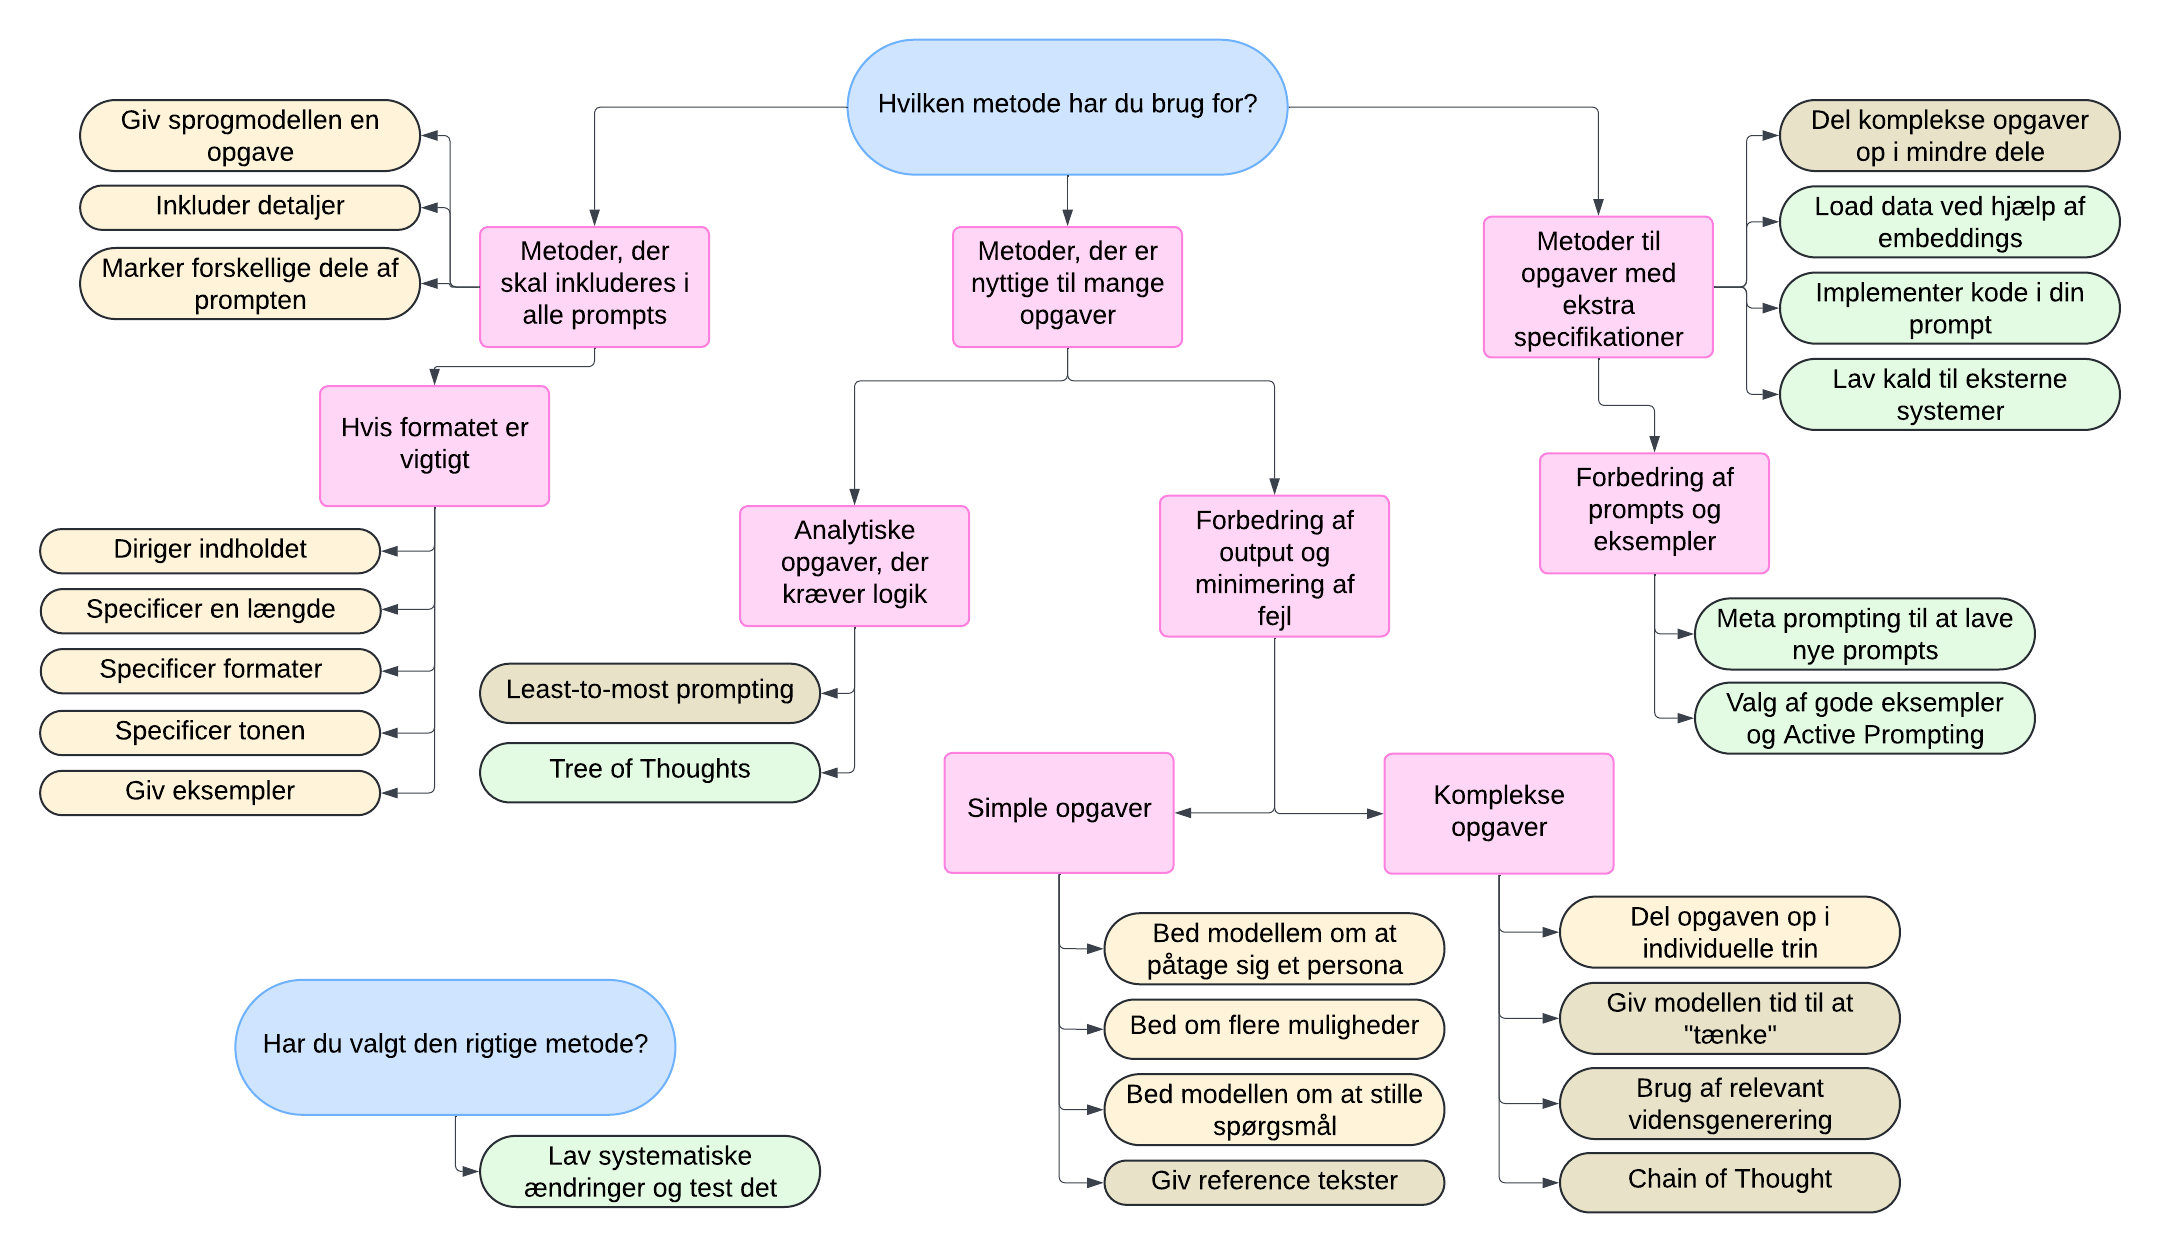 Hvilken metode har du brug for?
Giv sprogmodellen en
opgave
Inkluder detaljer
Marker forskellige dele af
prompten
Metoder, der
skal inkluderes i
alle prompts
Hvis formatet er
vigtigt
Diriger indholdet
Specificer en længde
Specificer formater
Specificer tonen
Giv eksempler
Metoder, der er
nyttige til mange
opgaver
Analytiske
opgaver, der
kræver logik
Least-to-most prompting
Tree of Thoughts
Forbedring af
output og
minimering af
fejl
Simple opgaver
Bed modellem om at
påtage sig et persona
Bed om flere muligheder
Bed modellen om at stille
spørgsmål
Giv reference tekster
Komplekse
opgaver
Del opgaven op i
individuelle trin
Giv modellen tid til at
"tænke"
Brug af relevant
vidensgenerering
Chain of Thought
Metoder til
opgaver med
ekstra
specifikationer
Del komplekse opgaver
op i mindre dele
Load data ved hjælp af
embeddings
Implementer kode i din
prompt
Lav kald til eksterne
systemer
Forbedring af
prompts og
eksempler
Meta prompting til at lave
nye prompts
Valg af gode eksempler
og Active Prompting
Har du valgt den rigtige metode?
Lav systematiske
ændringer og test det